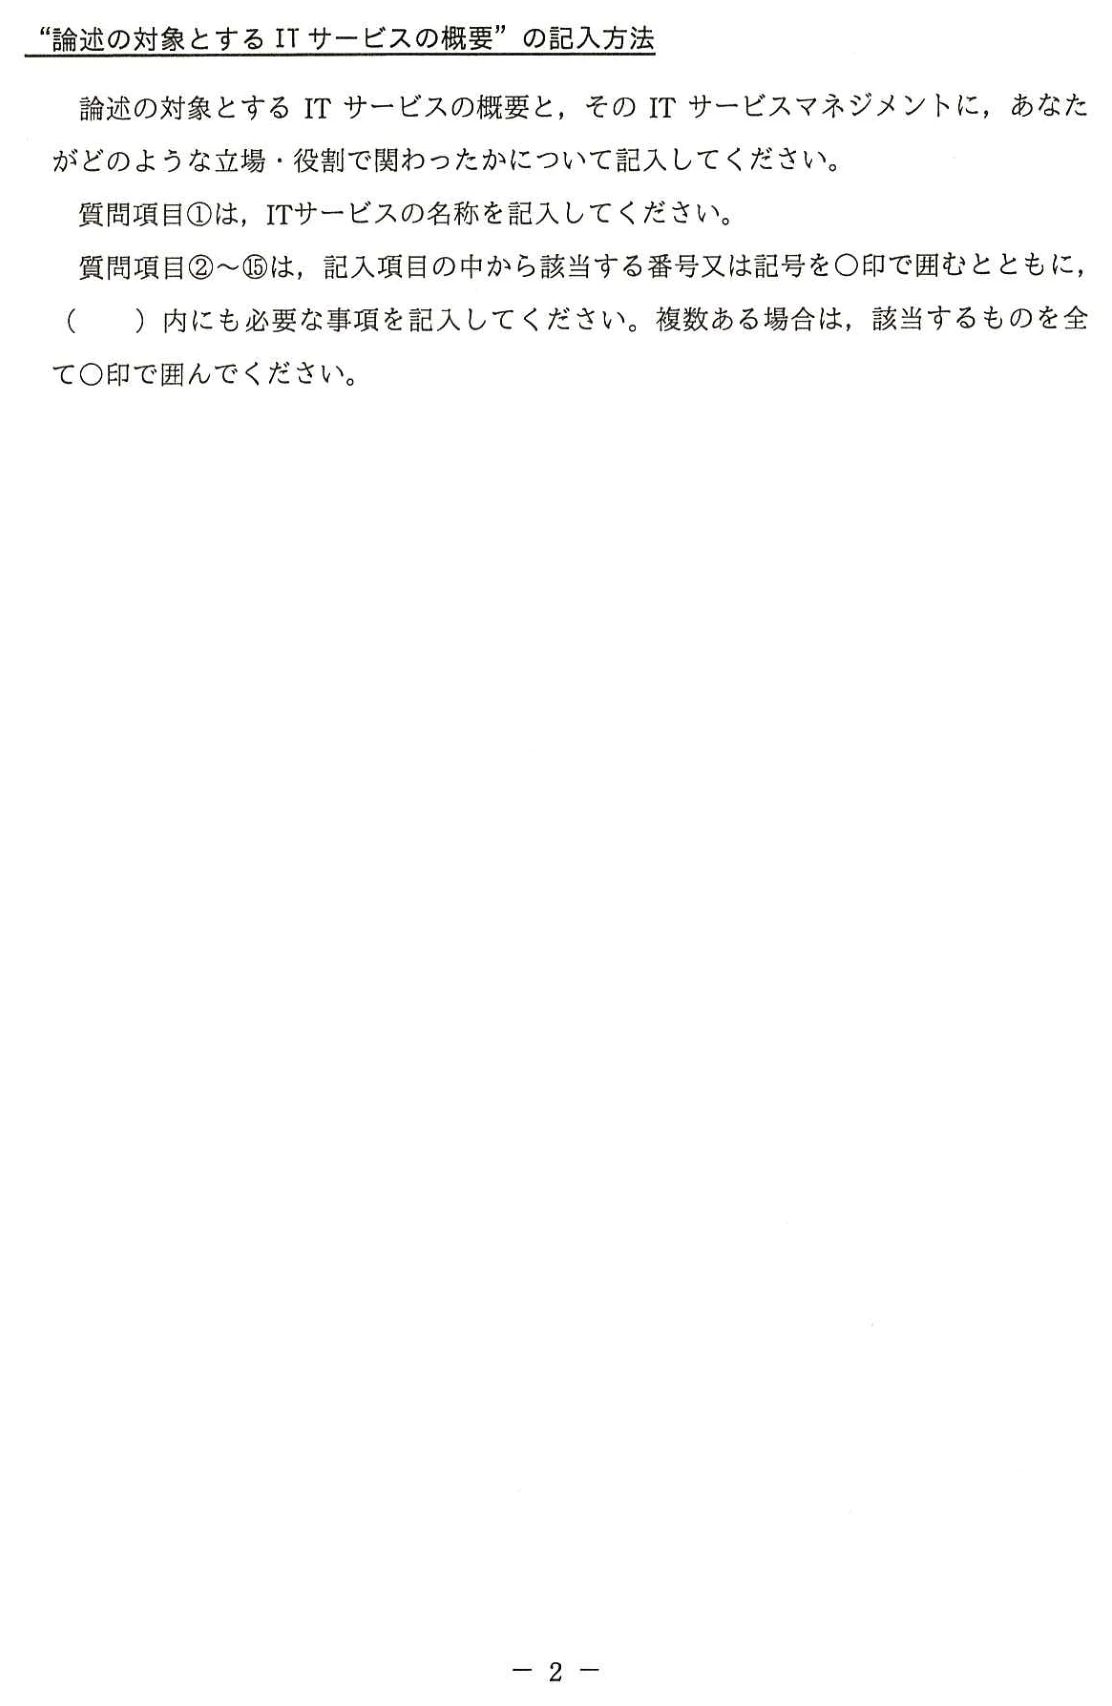 “論述の対象とする IT サービスの概要”の記入方法
論述の対象とする IT サービスの概要と，その IT サービスマネジメントに，あなた
がどのような立場・役割で関わったかについて記入してください。
質問項目①は，ITサービスの名称を記入してください。
質問項目②～⑮は，記入項目の中から該当する番号又は記号を○印で囲むとともに，
（　　）内にも必要な事項を記入してください。複数ある場合は，該当するものを全
て○印で囲んでください。
－ 2 －